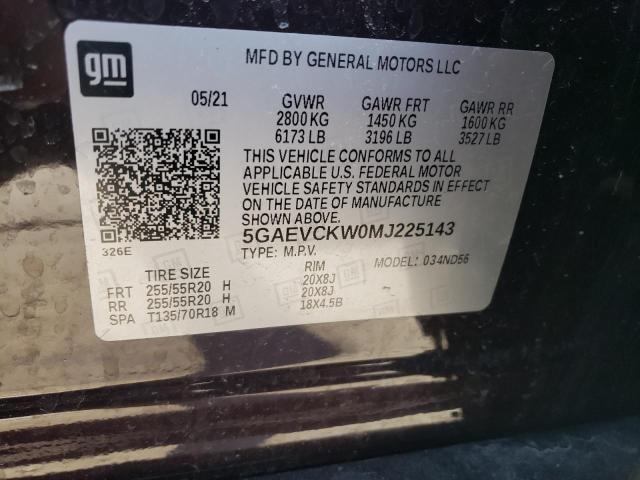 gm
MFD BY GENERAL MOTORS LLC
05/21 GVWR GAWR FRT GAWR RR
2800 KG 1450 KG 1600 KG
6173 LB 3196 LB 3527 LB
THIS VEHICLE CONFORMS TO ALL
APPLICABLE U.S. FEDERAL MOTOR
VEHICLE SAFETY STANDARDS IN EFFECT
ON THE DATE OF MANUFACTURE
SHOWN ABOVE.
326E
5GAEVCKW0MJ225143
TYPE: M.P.V. MODEL: 034ND56
TIRE SIZE RIM
FRT 255/55R20 H 20X8J
RR 255/55R20 H 20X8J
SPA T135/70R18 M 18X4.5B